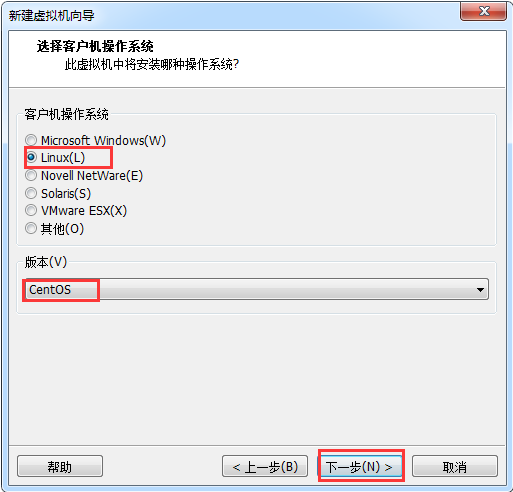 新建虚拟机向导
选择客户机操作系统
此虚拟机中将安装哪种操作系统?
客户机操作系统
Microsoft Windows(W)
Linux(L)
Novell NetWare(E)
Solaris(S)
VMware ESX(X)
其他(O)
版本(V)
CentOS
帮助
< 上一步(B)
下一步(N) >
取消